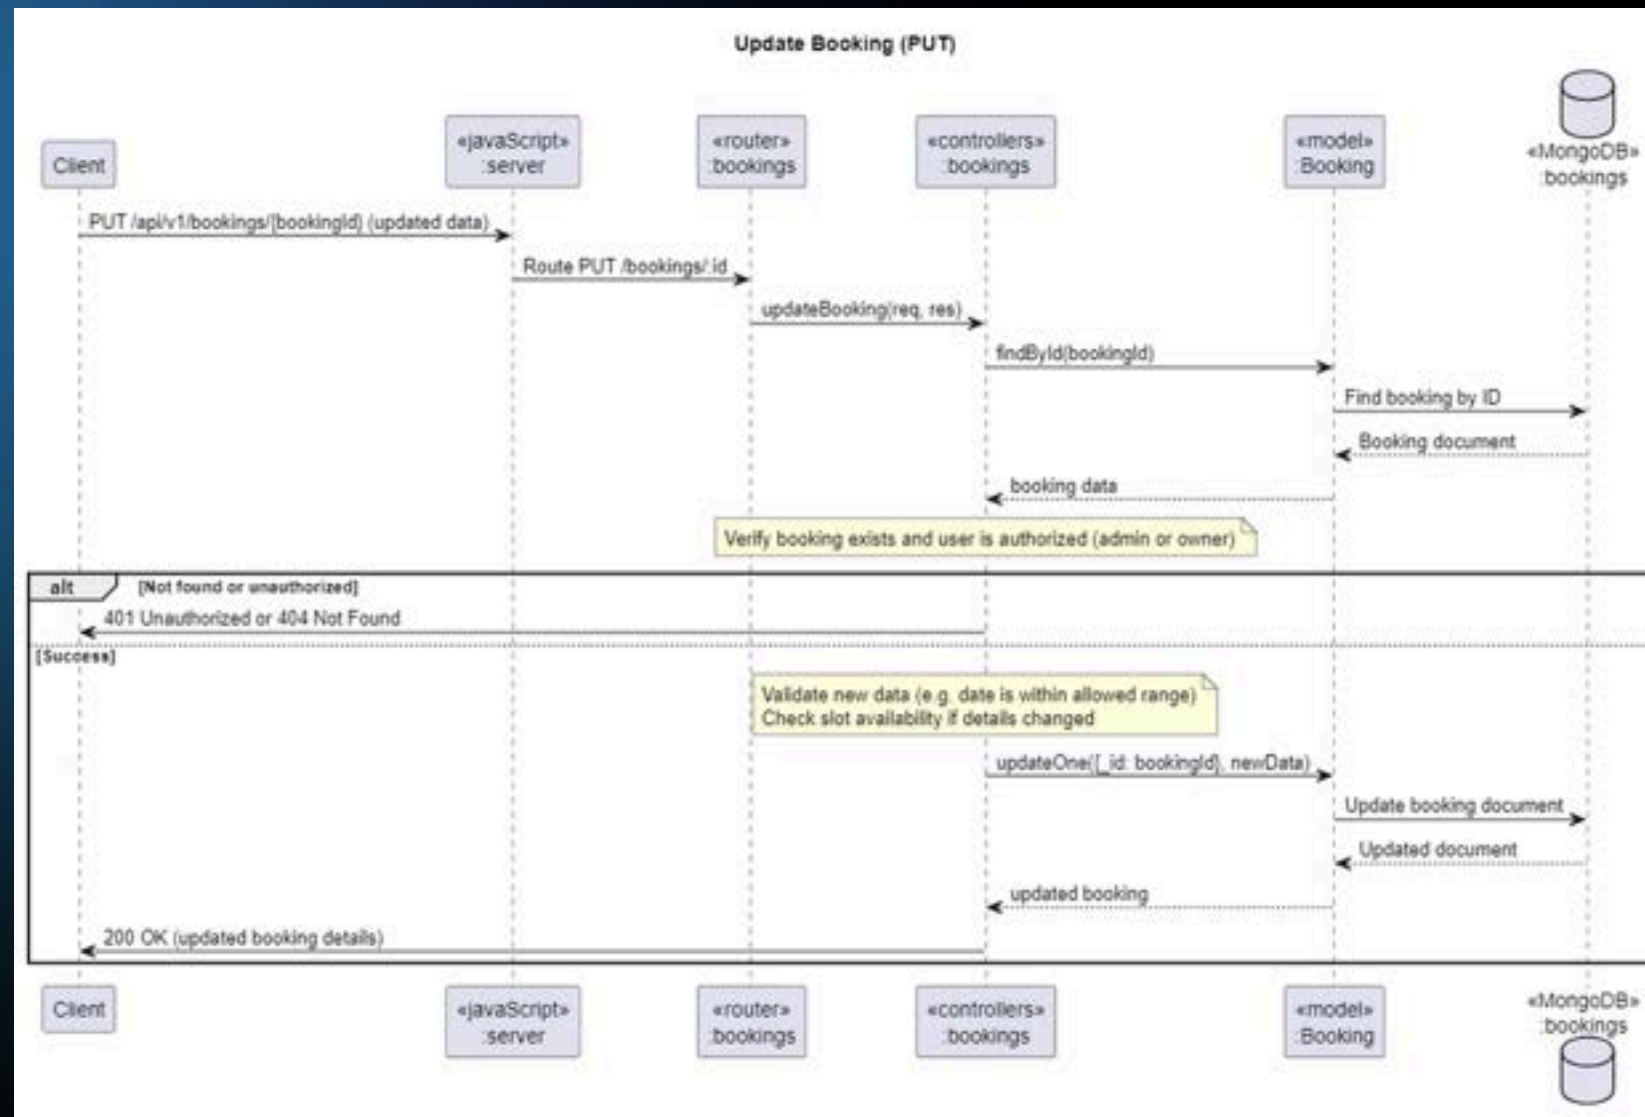 Update Booking (PUT)
Client
«javaScript»
:server
«router»
:bookings
«controllers»
:bookings
«model»
:Booking
«MongoDB»
:bookings
PUT /api/v1/bookings/{bookingId} (updated data)
Route PUT /bookings/:id
updateBooking(req, res)
findById(bookingId)
Find booking by ID
Booking document
booking data
Verify booking exists and user is authorized (admin or owner)
alt
[Not found or unauthorized]
401 Unauthorized or 404 Not Found
[Success]
Validate new data (e.g. date is within allowed range)
Check slot availability if details changed
updateOne({_id: bookingId}, newData)
Update booking document
Updated document
updated booking
200 OK (updated booking details)
Client
«javaScript»
:server
«router»
:bookings
«controllers»
:bookings
«model»
:Booking
«MongoDB»
:bookings